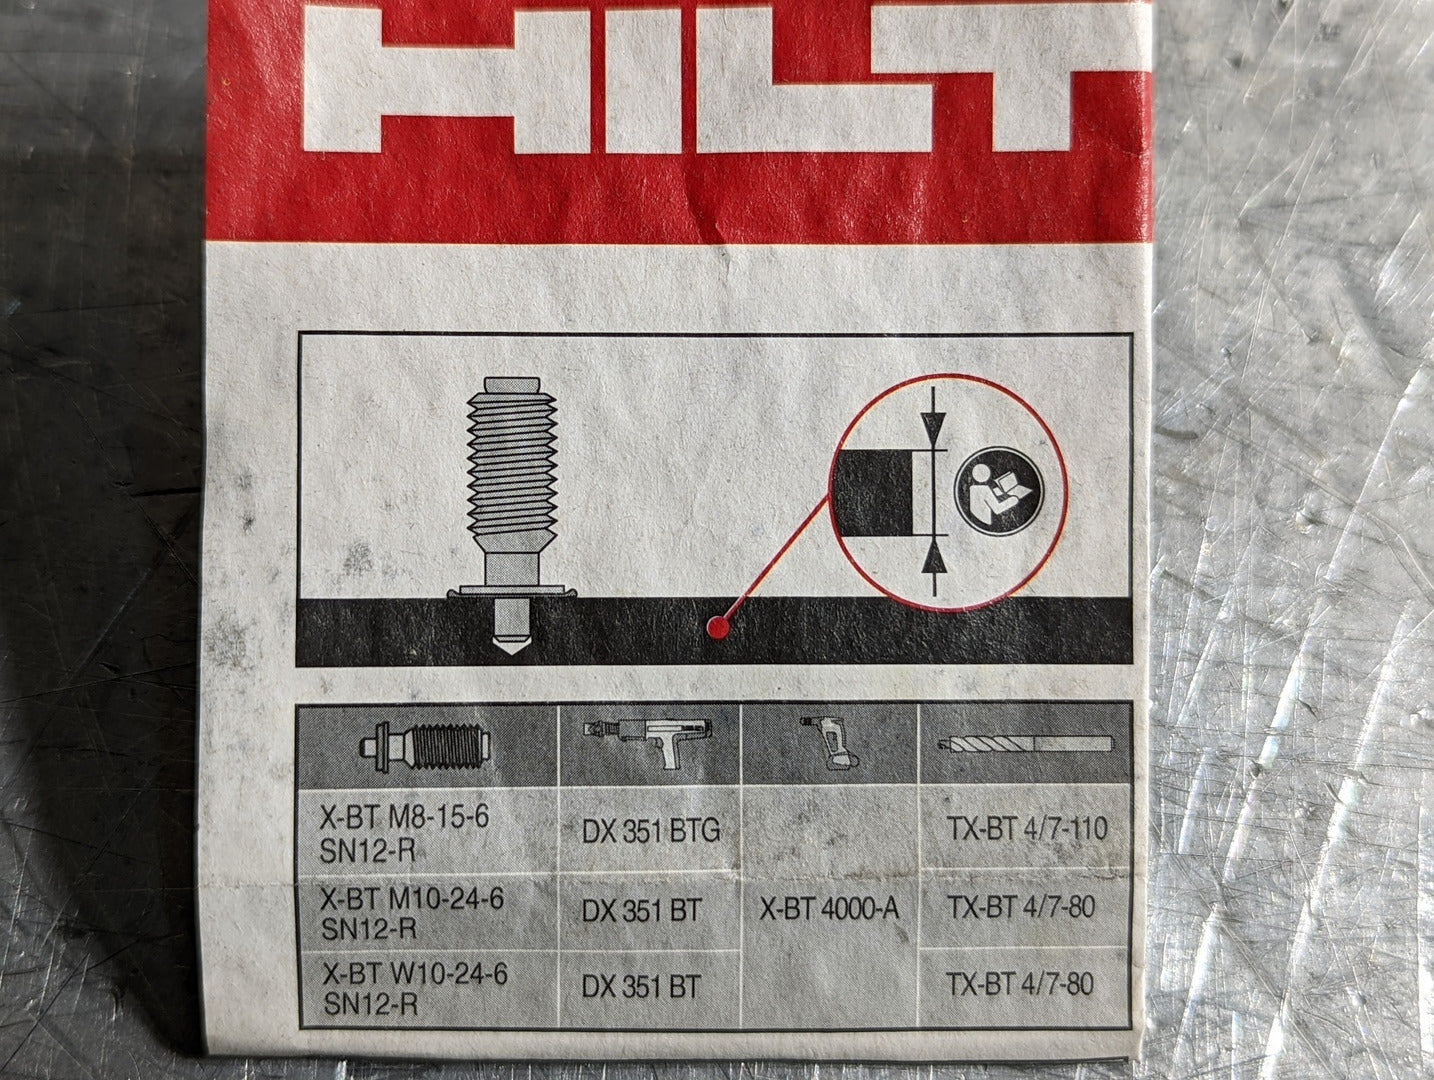 HILT
X-BT M8-15-6
SN12-R
DX 351 BTG
TX-BT 4/7-110
X-BT M10-24-6
SN12-R
DX 351 BT
X-BT 4000-A
TX-BT 4/7-80
X-BT W10-24-6
SN12-R
DX 351 BT
TX-BT 4/7-80